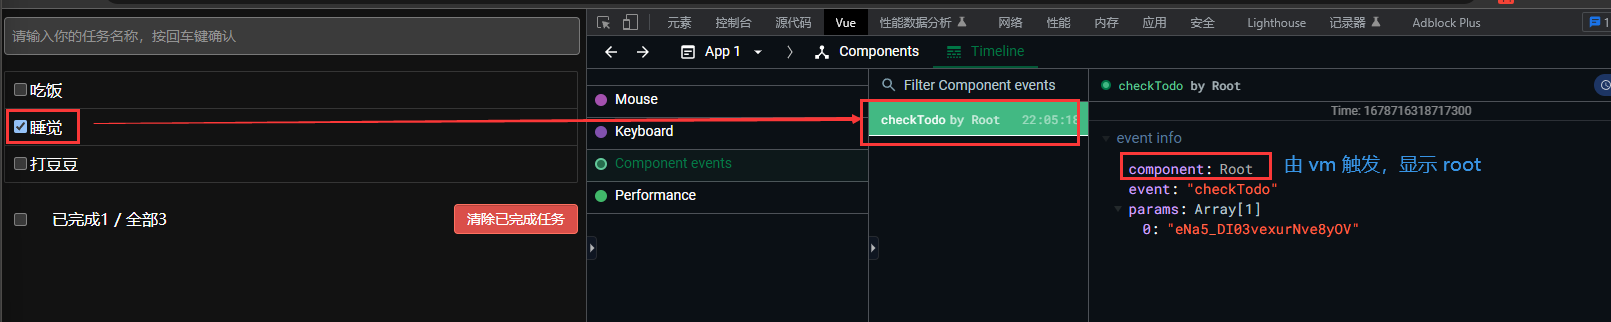 请输入你的任务名称，按回车键确认
吃饭
睡觉
打豆豆
已完成1 / 全部3
清除已完成任务
元素 控制台 源代码 Vue 性能数据分析 网络 性能 内存 应用 安全 Lighthouse 记录器 Adblock Plus 1
App 1 Components Timeline
Mouse
Keyboard
Component events
Performance
Filter Component events
checkTodo by Root 22:05:18
checkTodo by Root
Time: 1678716318717300
event info
component: Root
由 vm 触发，显示 root
event: "checkTodo"
params: Array[1]
0: "eNa5_DI03vexurNve8yOV"